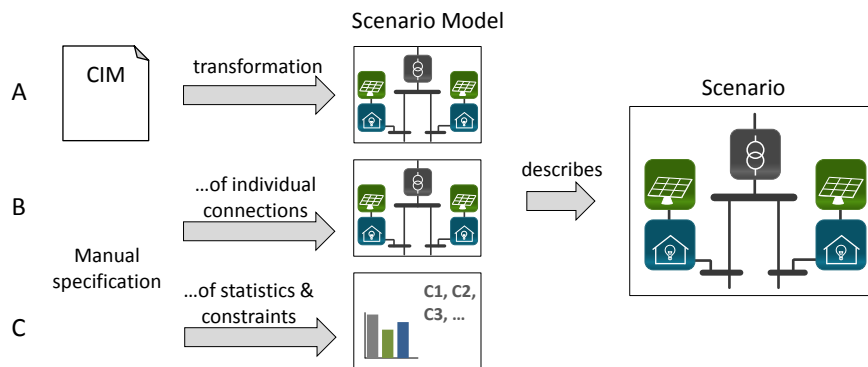 Scenario Model
A
CIM
transformation
B
...of individual
connections
Manual
specification
C
...of statistics &
constraints
C1, C2,
C3, ...
describes
Scenario